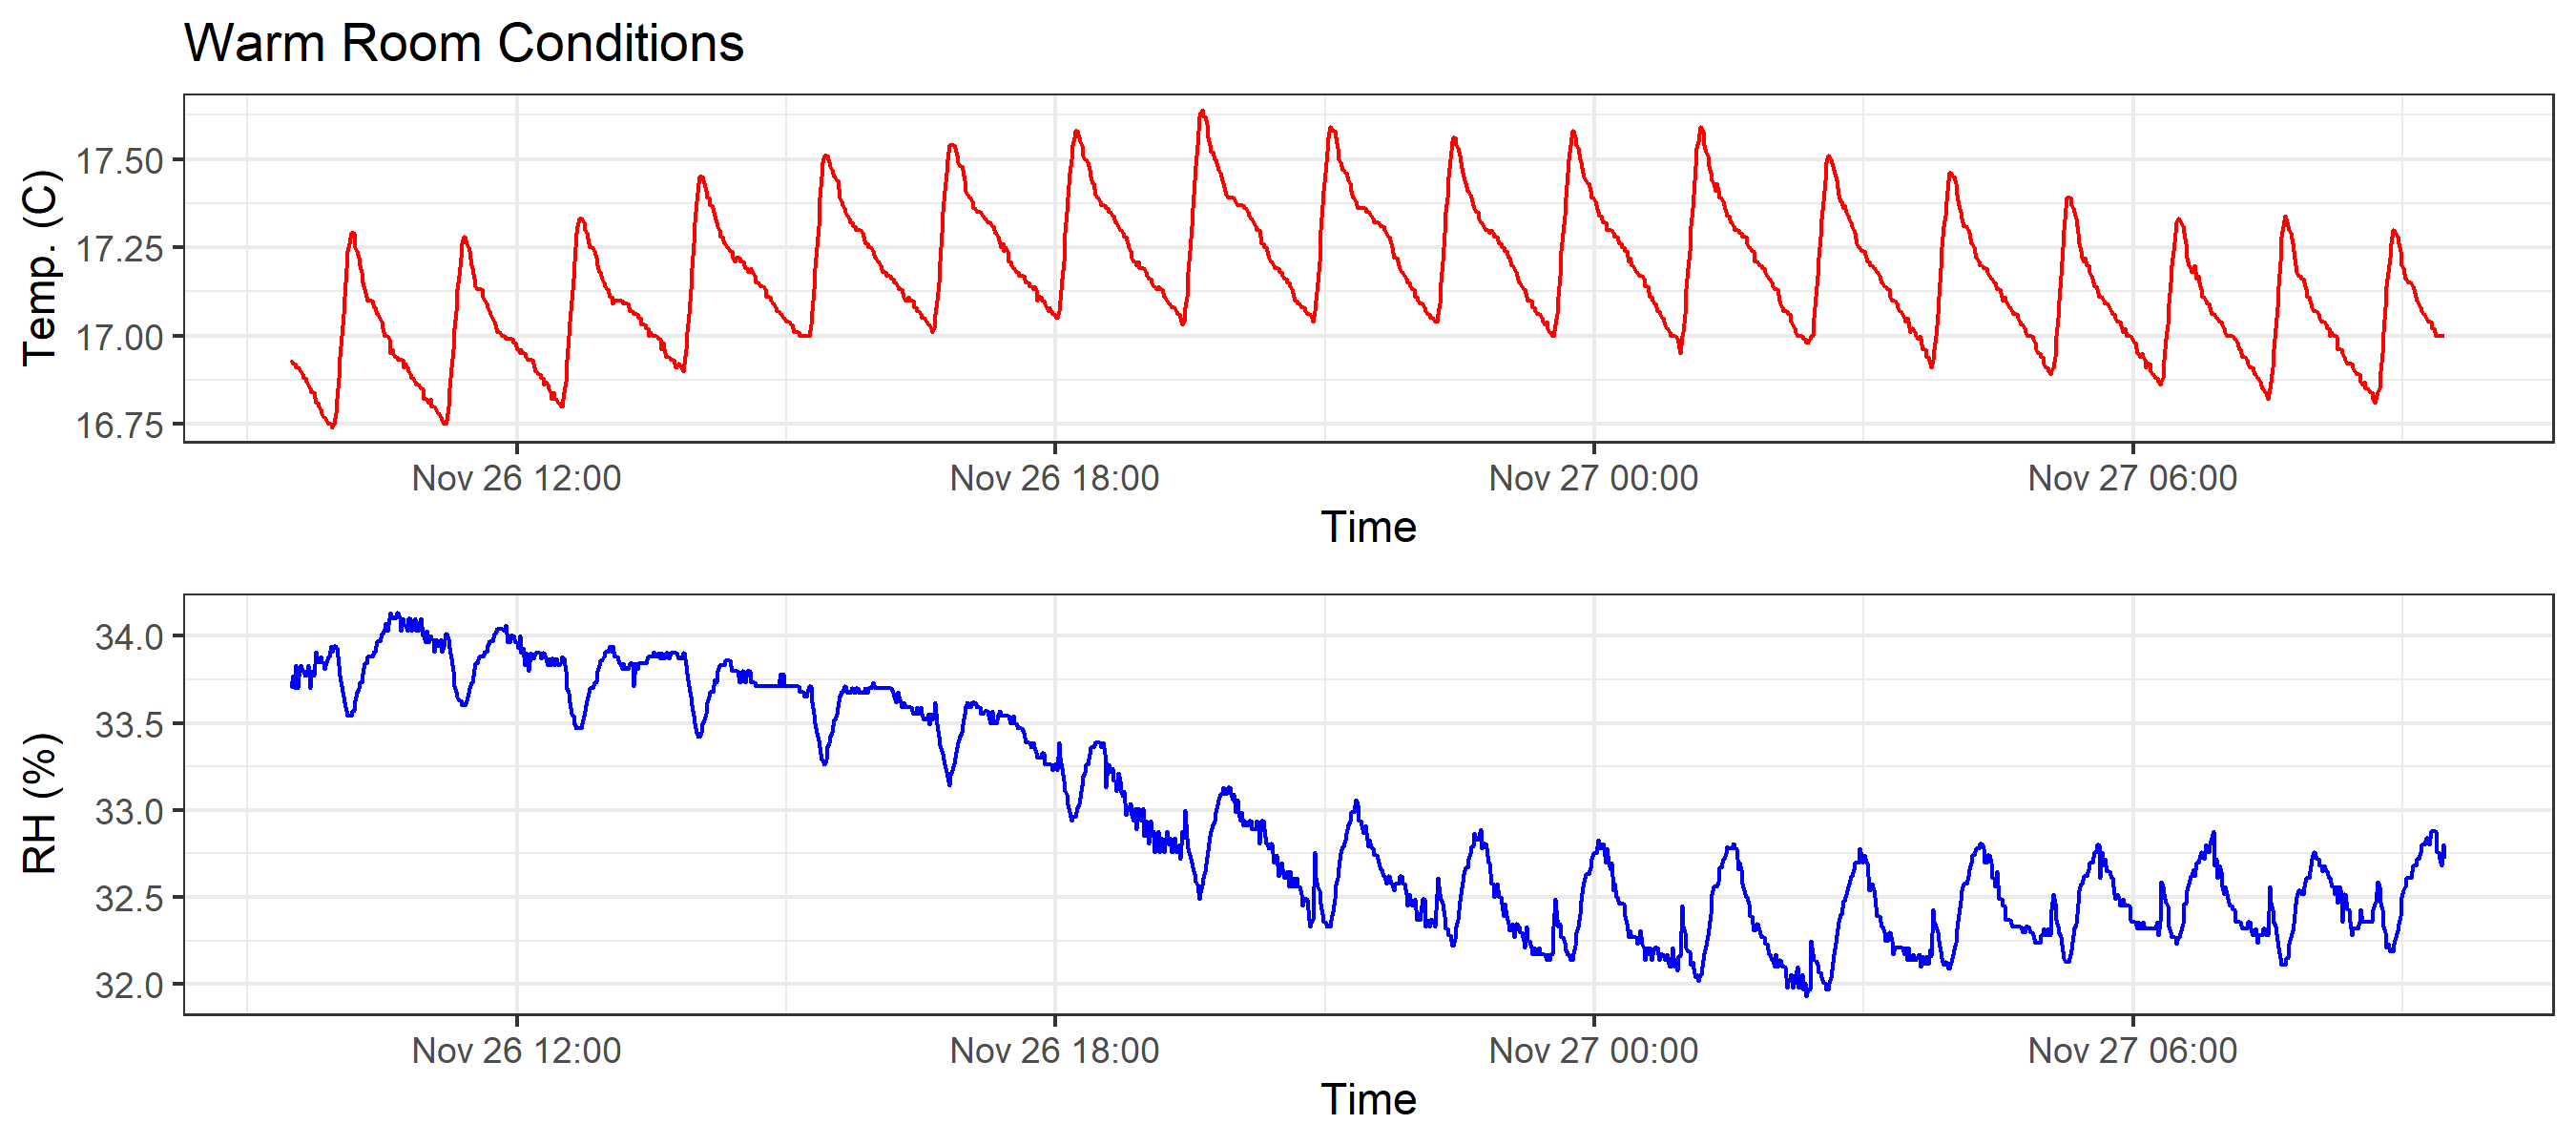 Warm Room Conditions
Temp. (C)
17.50
17.25
17.00
16.75
Nov 26 12:00 Nov 26 18:00 Nov 27 00:00 Nov 27 06:00
Time
RH (%)
34.0
33.5
33.0
32.5
32.0
Nov 26 12:00 Nov 26 18:00 Nov 27 00:00 Nov 27 06:00
Time